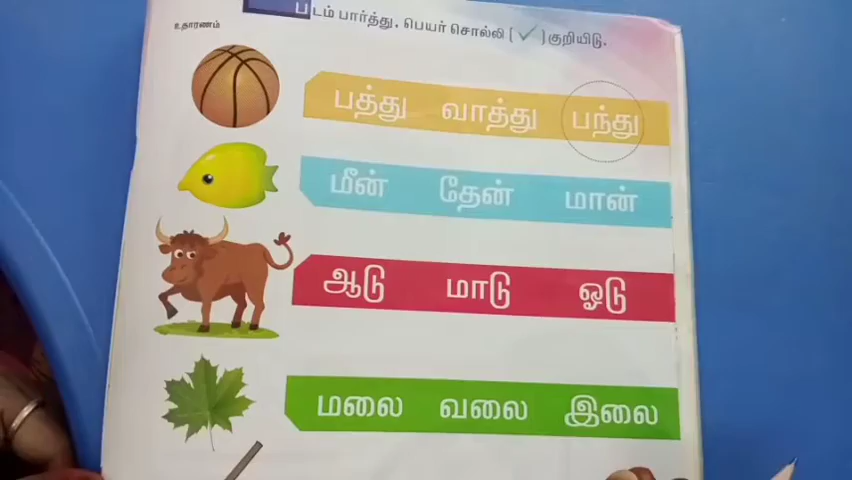 படம் பார்த்து, பெயர் சொல்லி [✓] குறியிடு.
உதாரணம்
பத்து வாத்து பந்து
மீன் தேன் மான்
ஆடு மாடு ஓடு
மலை வலை இலை